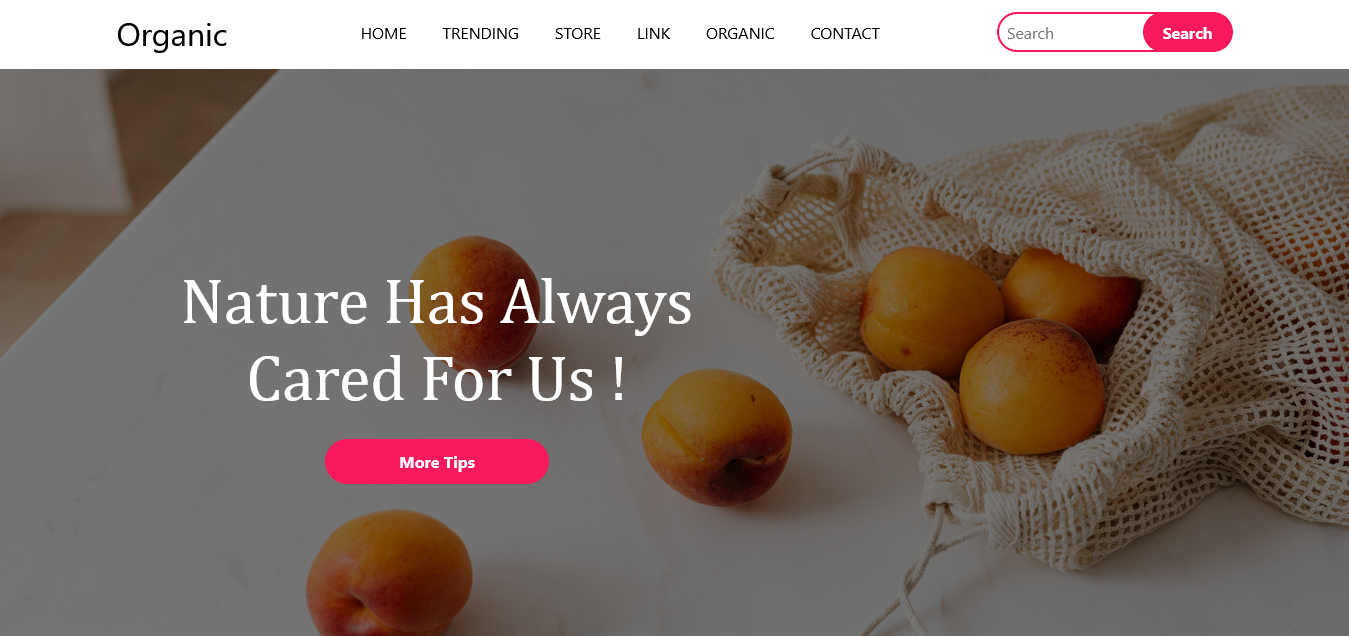 Organic
HOME TRENDING STORE LINK ORGANIC CONTACT
Search Search
Nature Has Always
Cared For Us !
More Tips